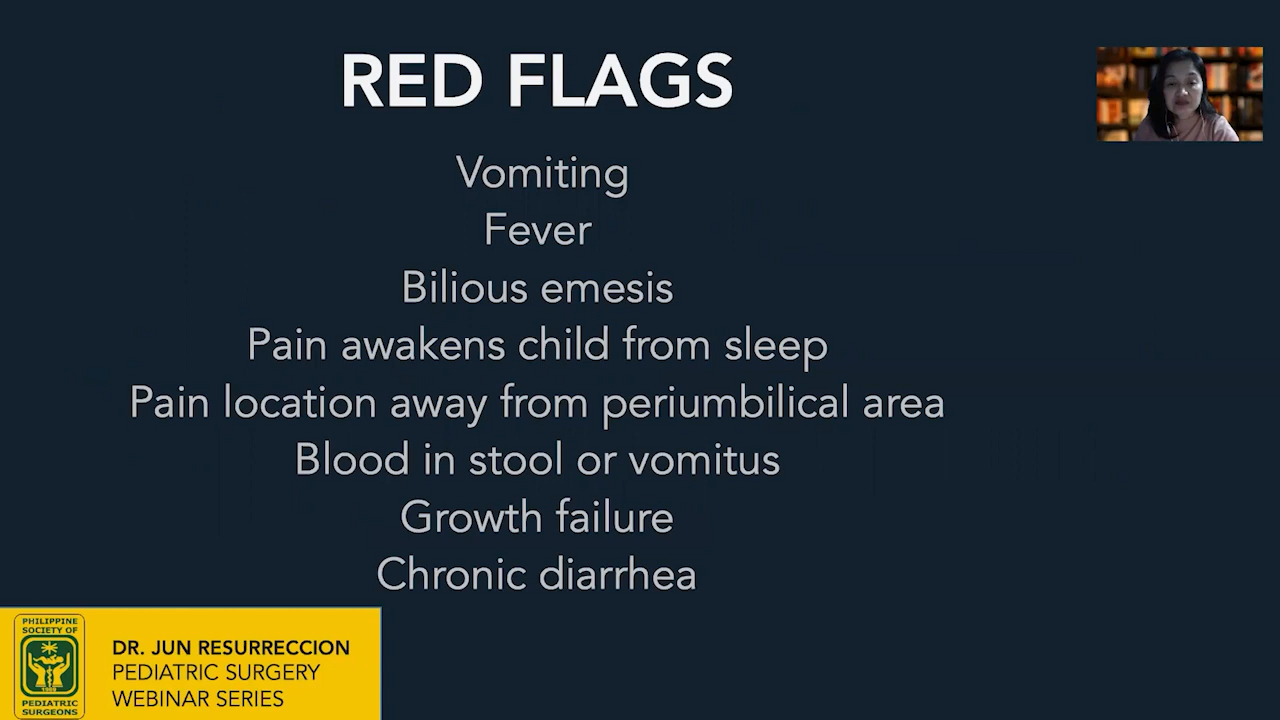 RED FLAGS
Vomiting
Fever
Bilious emesis
Pain awakens child from sleep
Pain location away from periumbilical area
Blood in stool or vomitus
Growth failure
Chronic diarrhea
PHILIPPINE
SOCIETY OF
PEDIATRIC
SURGEONS
DR. JUN RESURRECCION
PEDIATRIC SURGERY
WEBINAR SERIES